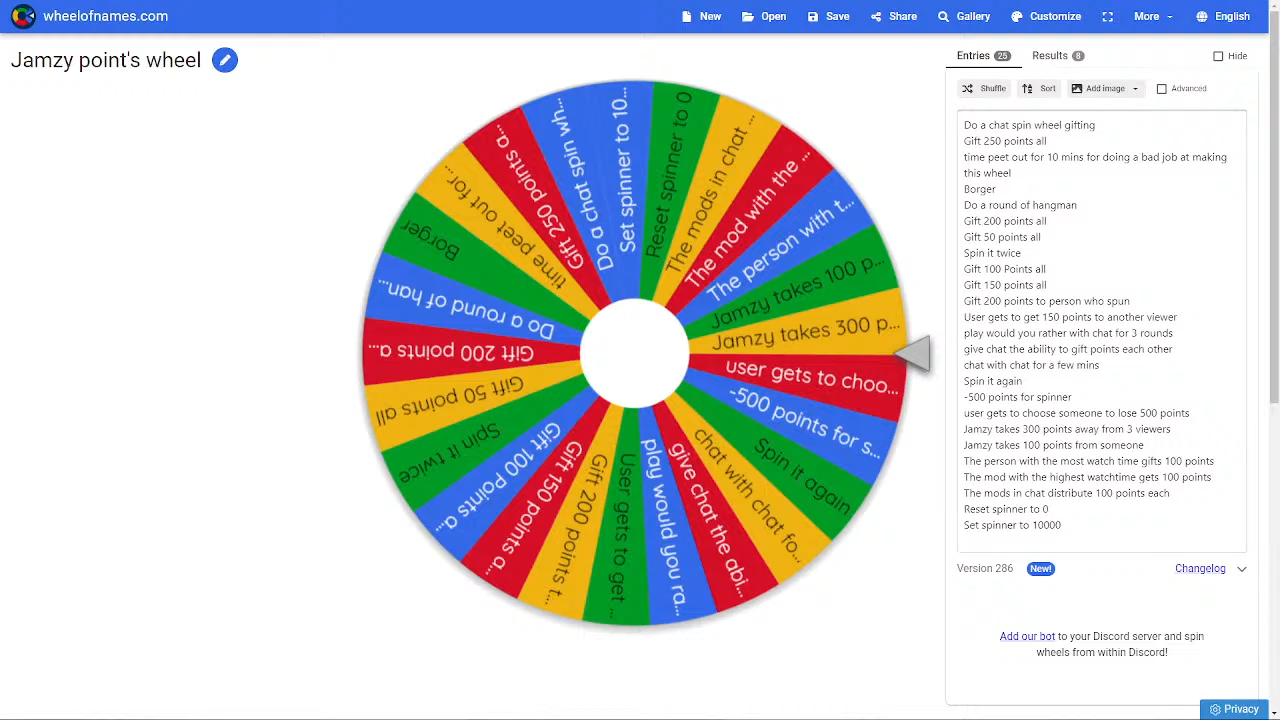 wheelofnames.com
New
Open
Save
Share
Gallery
Customize
More
English
Jamzy point's wheel
Entries 25
Results 8
Hide
Shuffle
Sort
Add image
Advanced
Do a chat spin wheel gifting
Gift 250 points all
time peet out for 10 mins for doing a bad job at making
this wheel
Borger
Do a round of hangman
Gift 200 points all
Gift 50 points all
Spin it twice
Gift 100 Points all
Gift 150 points all
Gift 200 points to person who spun
User gets to get 150 points to another viewer
play would you rather with chat for 3 rounds
give chat the ability to gift points each other
chat with chat for a few mins
Spin it again
-500 points for spinner
user gets to choose someone to lose 500 points
Jamzy takes 300 points away from 3 viewers
Jamzy takes 100 points from someone
The person with the most watch time gifts 100 points
The mod with the highest watchtime gets 100 points
The mods in chat distribute 100 points each
Reset spinner to 0
Set spinner to 10000
Version 286
New!
Changelog
Add our bot to your Discord server and spin
wheels from within Discord!
Privacy
Set spinner to 10...
Reset spinner to 0
The mods in chat ...
The mod with the ...
The person with t...
Jamzy takes 100 p...
Jamzy takes 300 p...
user gets to choo...
-500 points for s...
Spin it again
chat with chat fo...
give chat the abi...
play would you ra...
User gets to get ...
Gift 200 points t...
Gift 150 points a...
Gift 100 Points a...
Spin it twice
Gift 50 points all
Gift 200 points a...
Do a round of han...
Borger
time peet out for...
Gift 250 points a...
Do a chat spin wh...